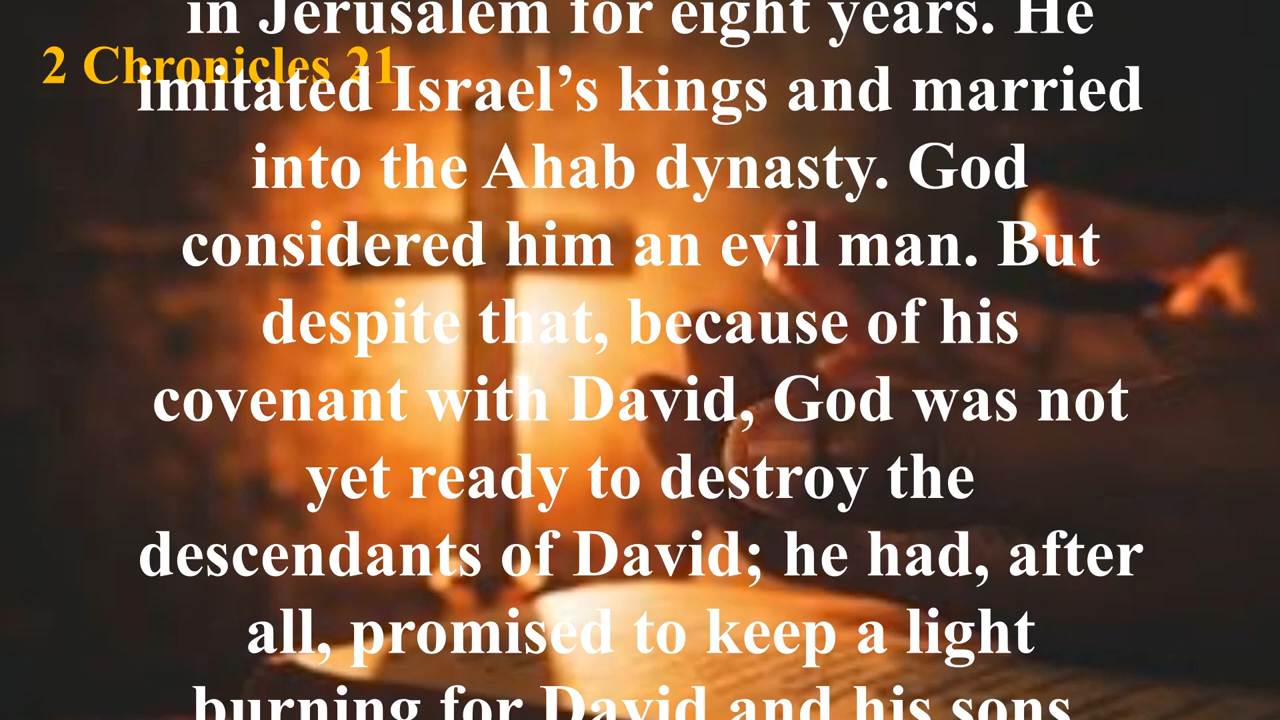 in Jerusalem for eight years. He
2 Chronicles 21
imitated Israel’s kings and married
into the Ahab dynasty. God
considered him an evil man. But
despite that, because of his
covenant with David, God was not
yet ready to destroy the
descendants of David; he had, after
all, promised to keep a light
burning for David and his sons